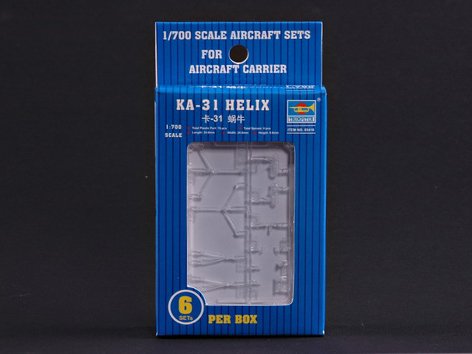 1/700 SCALE AIRCRAFT SETS
FOR
AIRCRAFT CARRIER
KA-31 HELIX
卡-31 蜗牛
1:700
SCALE
TRUMPETER
6
SETs
PER BOX